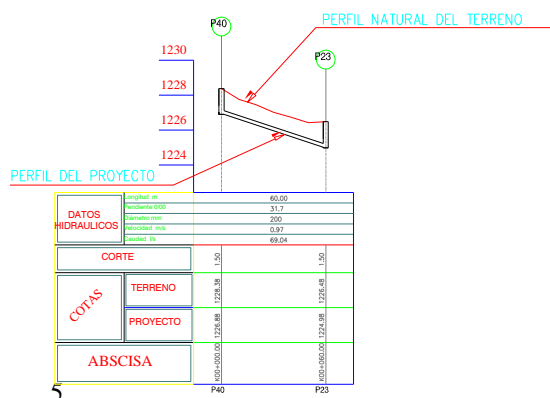 PERFIL NATURAL DEL TERRENO
P40
P23
1230
1228
1226
1224
PERFIL DEL PROYECTO
DATOS HIDRAULICOS
Longitud m 60.00
Pendiente 0/00 31,7
Diámetro mm 200
Velocidad m/s 0.97
Caudal l/s 69.04
CORTE 1.50 1.50
COTAS
TERRENO 1228.38 1226.48
PROYECTO 1226.88 1224.98
ABSCISA K00+000.00 K00+060.00
5
P40 P23